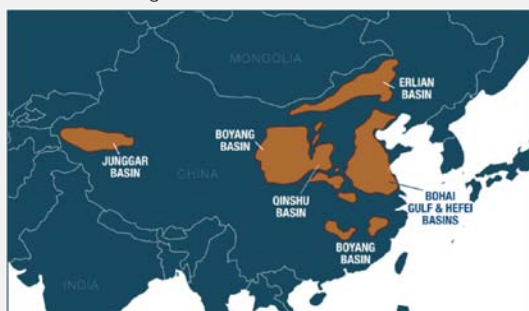 MONGOLIA
ERLIAN
BASIN
BOYANG
BASIN
JUNGGAR
BASIN
CHINA
QINSHU
BASIN
BOHAI
GULF & HEFEI
BASINS
BOYANG
BASIN
INDIA